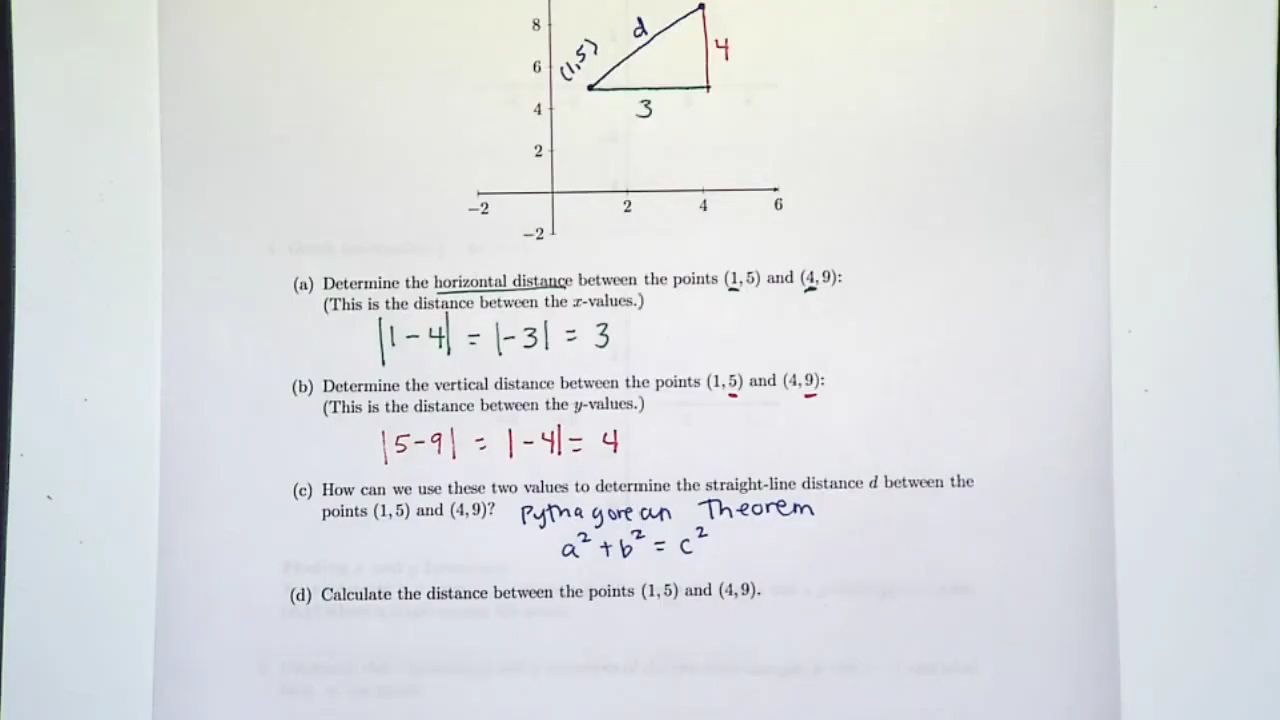 8
d
(1,5)
4
6
4
3
2
−2
2
4
6
−2
(a) Determine the horizontal distance between the points (1, 5) and (4, 9):
(This is the distance between the x-values.)
|1 - 4| = |-3| = 3
(b) Determine the vertical distance between the points (1, 5) and (4, 9):
(This is the distance between the y-values.)
|5-9| = |-4| = 4
(c) How can we use these two values to determine the straight-line distance d between the
points (1, 5) and (4, 9)? Pythagorean Theorem
a² + b² = c²
(d) Calculate the distance between the points (1, 5) and (4, 9).